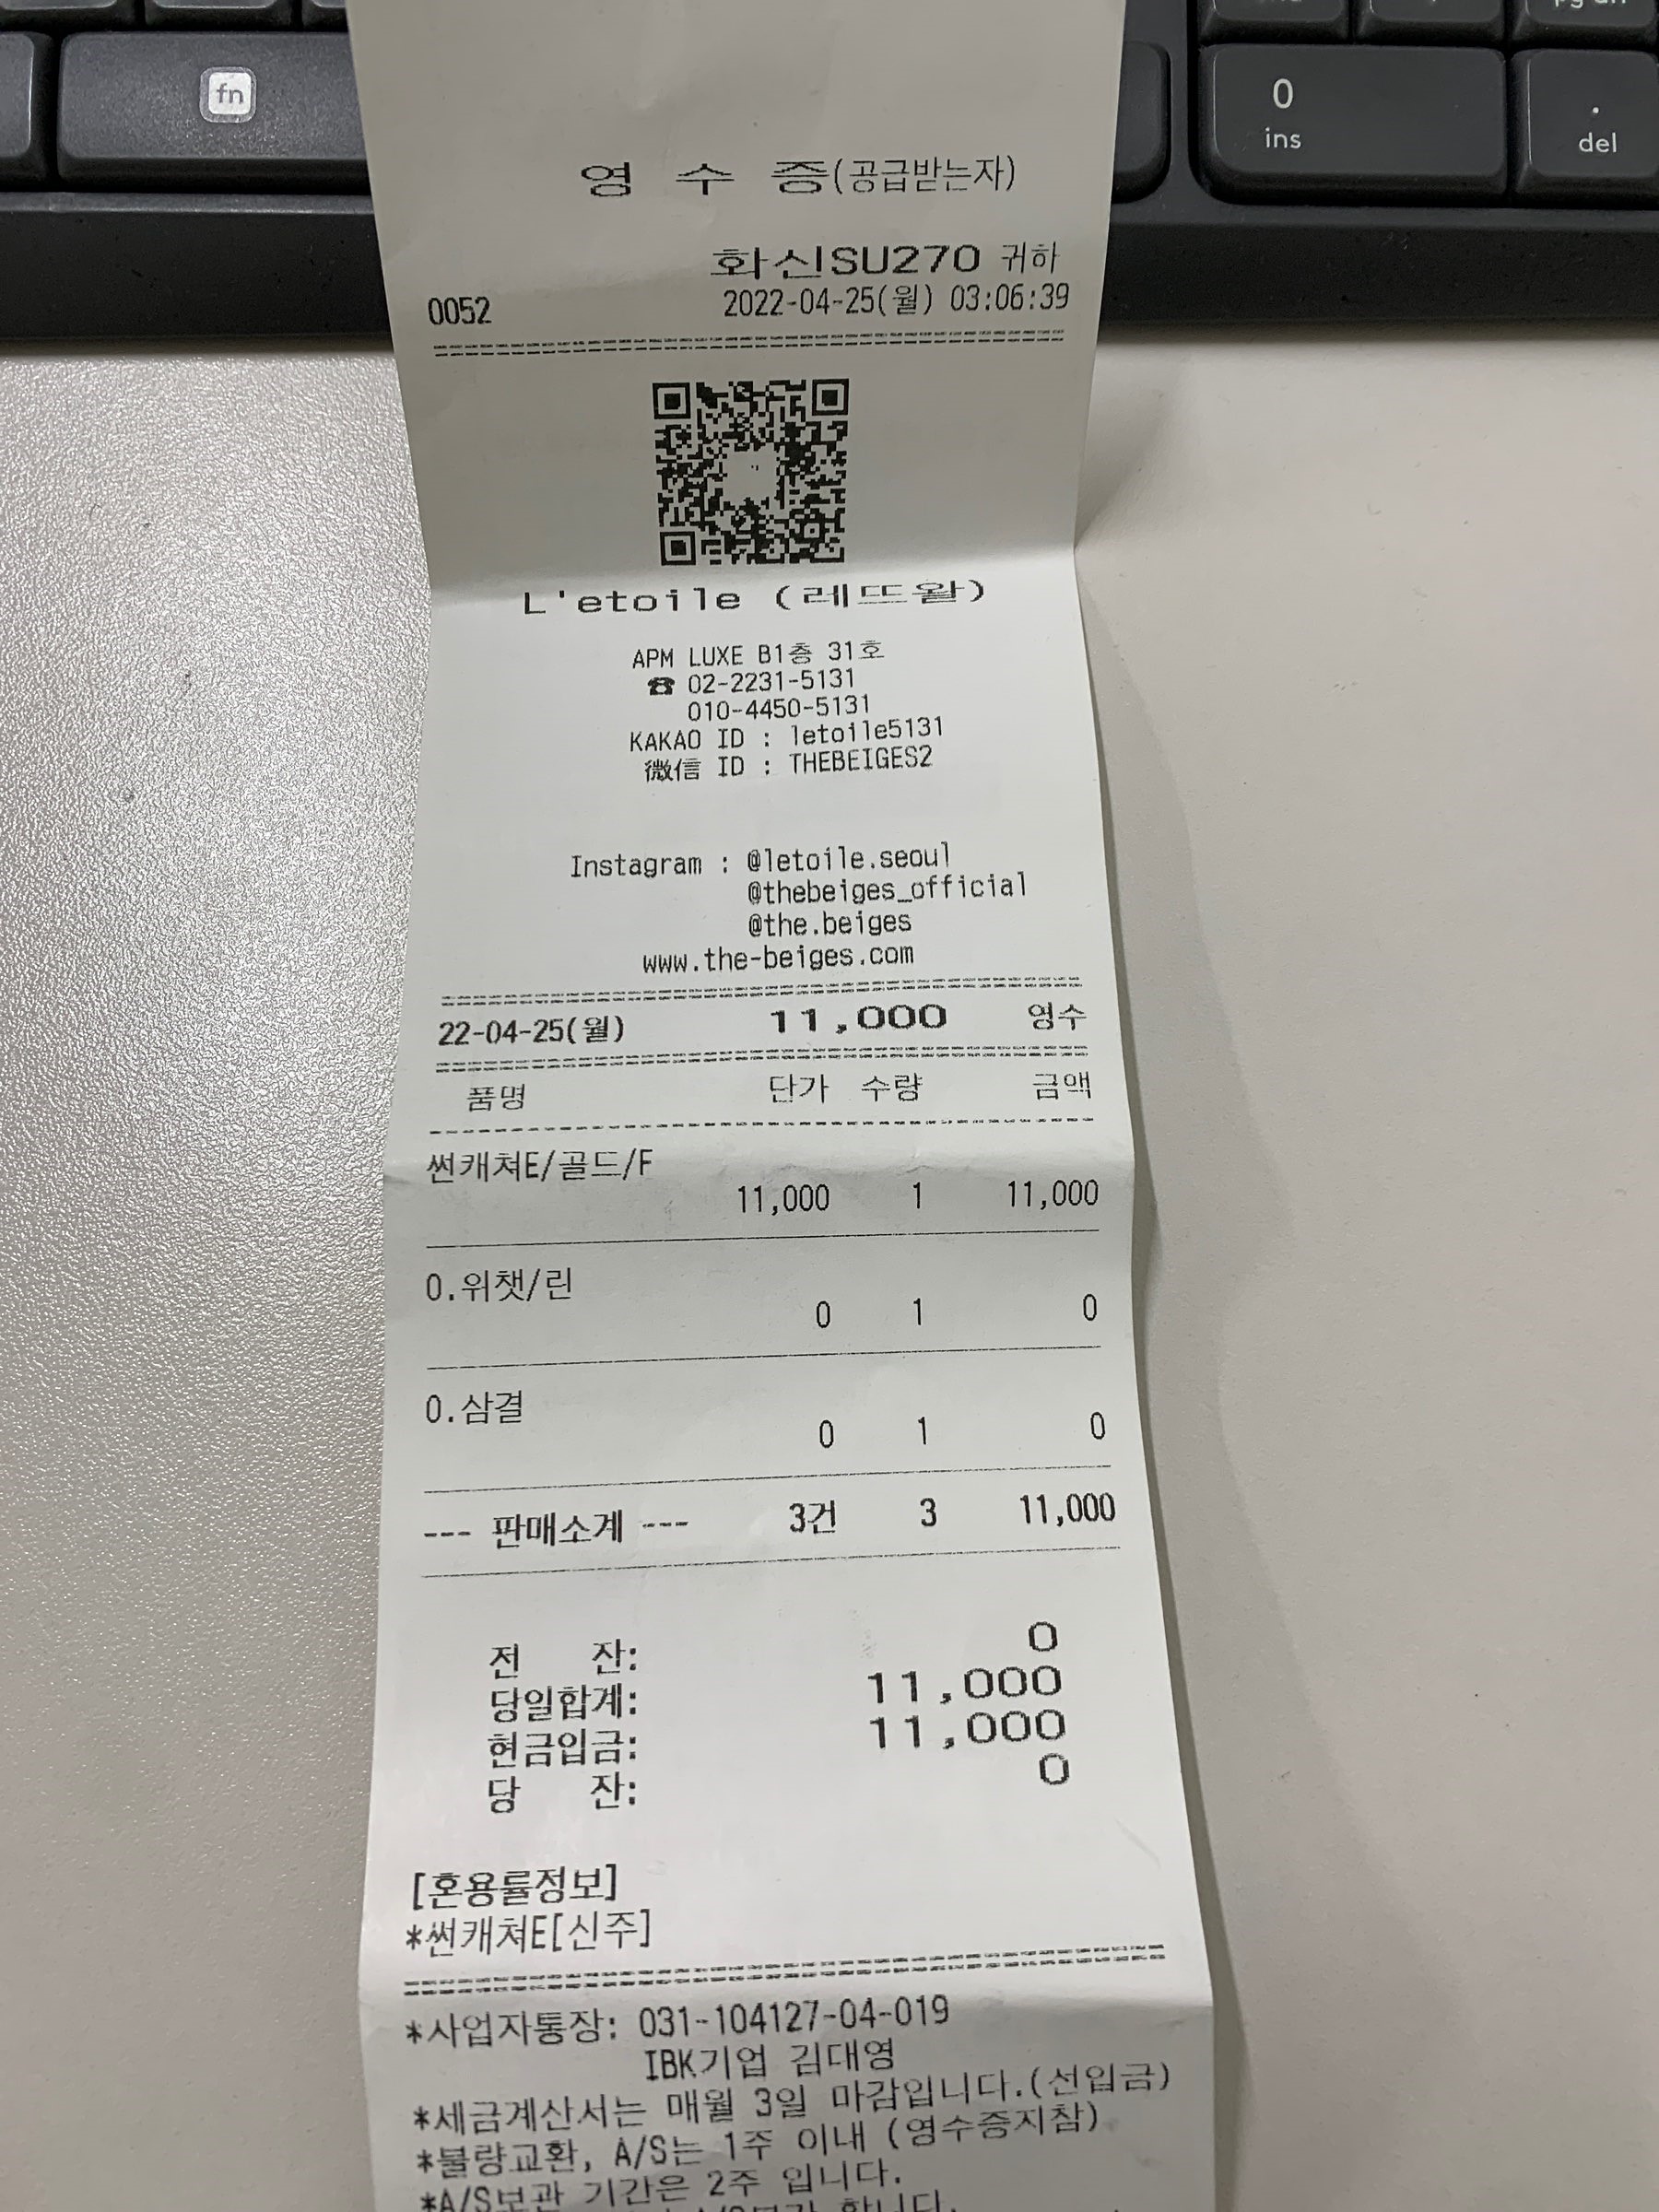 fn
0
ins
.
del
영 수 증(공급받는자)
화신SU270 귀하
0052 2022-04-25(월) 03:06:39
L'etoile (레뜨왈)
APM LUXE B1층 31호
☎ 02-2231-5131
010-4450-5131
KAKAO ID : letoile5131
微信 ID : THEBEIGES2
Instagram : @letoile.seoul
@thebeiges_official
@the.beiges
www.the-beiges.com
22-04-25(월) 11,000 영수
품명 단가 수량 금액
썬캐쳐E/골드/F
11,000 1 11,000
0.위챗/린
0 1 0
0.삼결
0 1 0
--- 판매소계 --- 3건 3 11,000
전 잔: 0
당일합계: 11,000
현금입금: 11,000
당 잔: 0
[혼용률정보]
*썬캐쳐E[신주]
*사업자통장: 031-104127-04-019
IBK기업 김대영
*세금계산서는 매월 3일 마감입니다.(선입금)
*불량교환, A/S는 1주 이내 (영수증지참)
*A/S보관 기간은 2주 입니다.